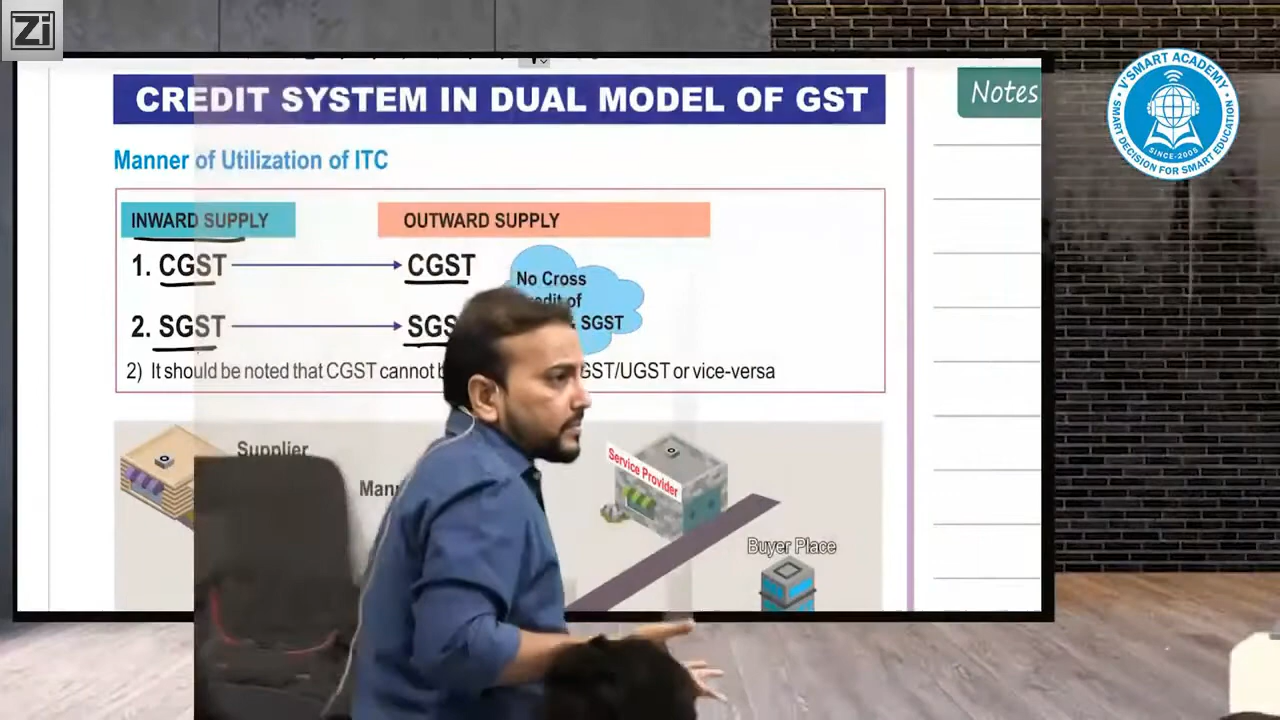 Zi
CREDIT SYSTEM IN DUAL MODEL OF GST
Notes
V'SMART ACADEMY
SMART DECISION FOR SMART EDUCATION
SINCE-2005
Manner of Utilization of ITC
INWARD SUPPLY
OUTWARD SUPPLY
1. CGST
CGST
No Cross
of
SGST
2. SGST
2) It should be noted that CGST cannot
or vice-versa
Supplier
Service Provider
Buyer Place